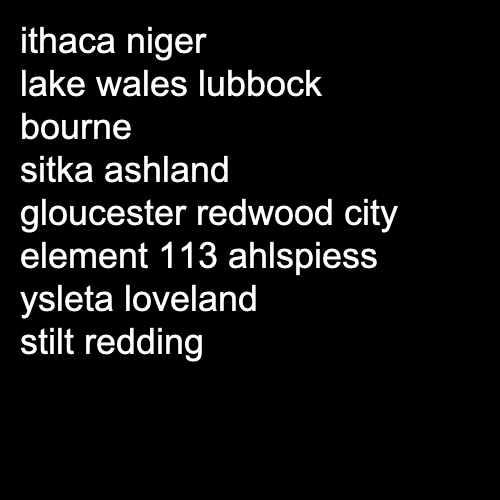 ithaca niger
lake wales lubbock
bourne
sitka ashland
gloucester redwood city
element 113 ahlspiess
ysleta loveland
stilt redding